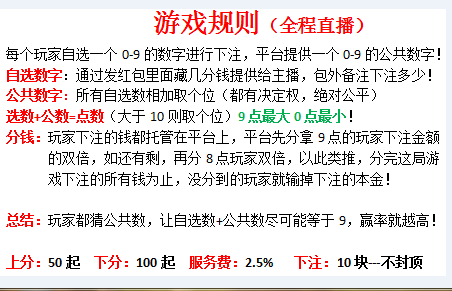 游戏规则（全程直播）
每个玩家自选一个 0-9 的数字进行下注，平台提供一个 0-9 的公共数字！
自选数字：通过发红包里面藏几分钱提供给主播，包外备注下注多少！
公共数字：所有自选数相加取个位（都有决定权，绝对公平）
选数+公数=点数（大于 10 则取个位）9 点最大 0 点最小！
分钱：玩家下注的钱都托管在平台上，平台先分拿 9 点的玩家下注金额
的双倍，如还有剩，再分 8 点玩家双倍，以此类推，分完这局游
戏下注的所有钱为止，没分到的玩家就输掉下注的本金！
总结：玩家都猜公共数，让自选数+公共数尽可能等于 9，赢率就越高！
上分：50 起 下分：100 起 服务费：2.5% 下注：10 块---不封顶